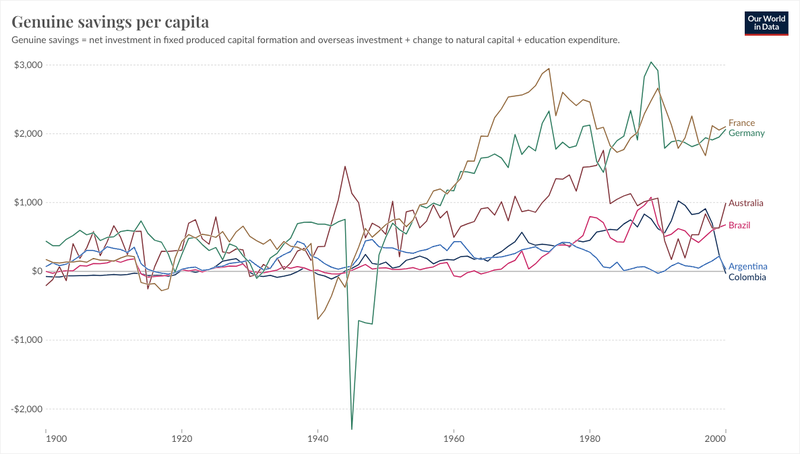 Genuine savings per capita
Our World
in Data
Genuine savings = net investment in fixed produced capital formation and overseas investment + change to natural capital + education expenditure.
$3,000
$2,000
$1,000
$0
-$1,000
-$2,000
France
Germany
Australia
Brazil
Argentina
Colombia
1900
1920
1940
1960
1980
2000